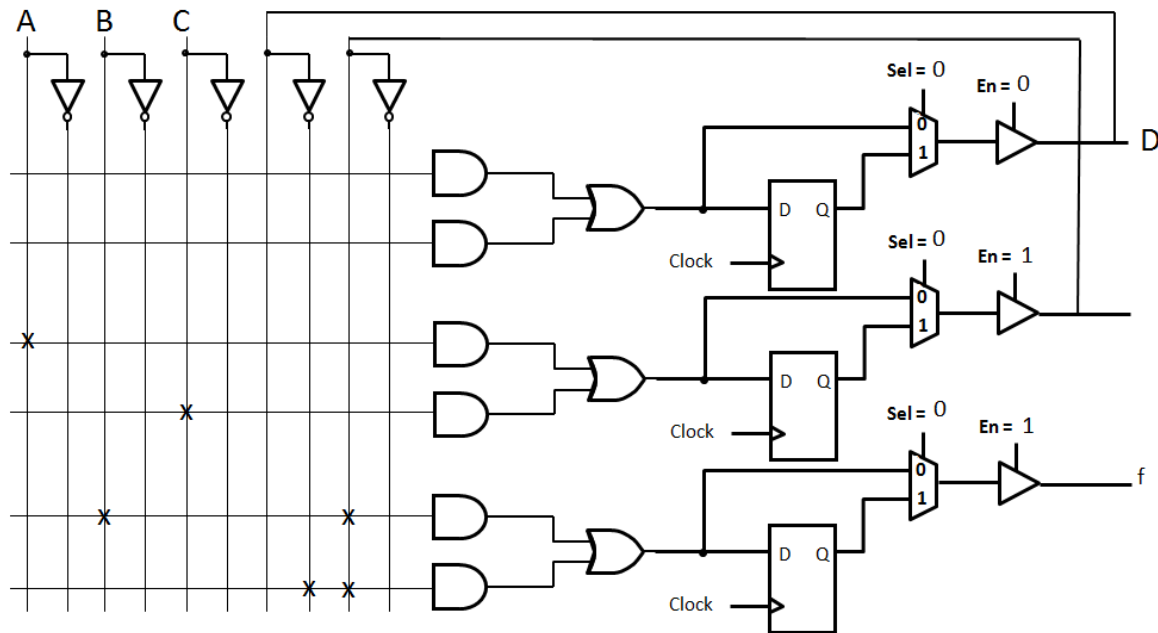 A B C
Sel = 0
En = 0
0
1
D
D Q
Clock
Sel = 0
En = 1
0
1
D Q
Clock
Sel = 0
En = 1
0
1
f
D Q
Clock
X
X
X X
X X